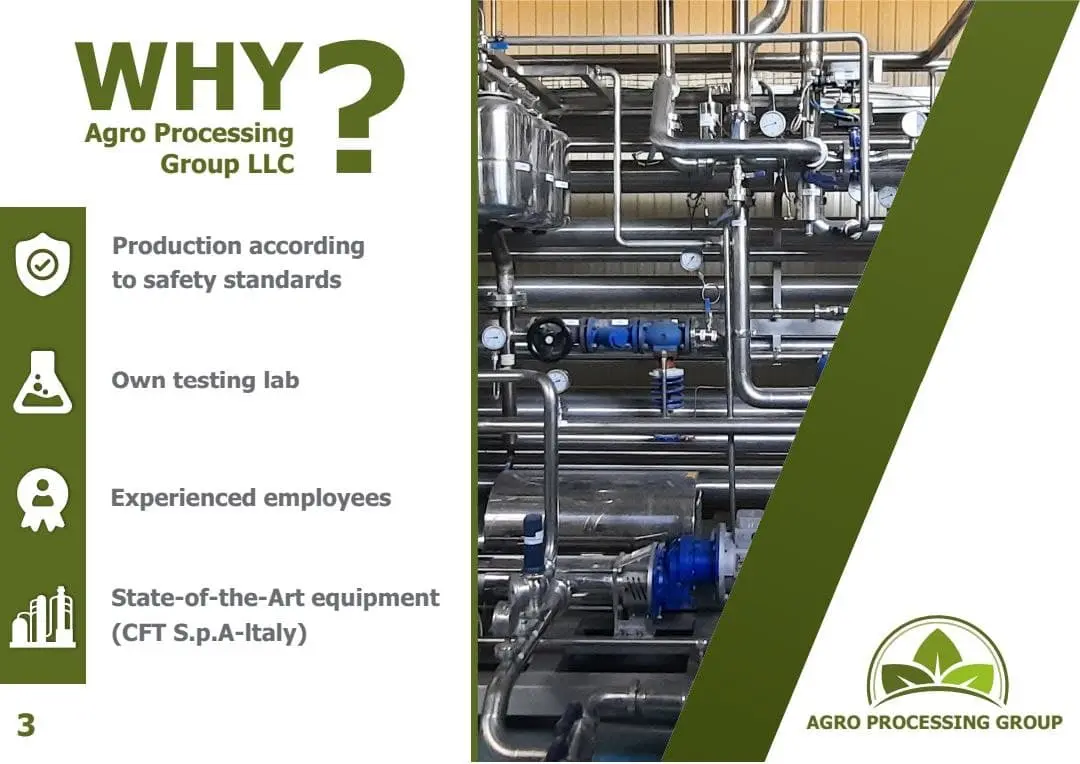 WHY?
Agro Processing
Group LLC
Production according
to safety standards
Own testing lab
Experienced employees
State-of-the-Art equipment
(CFT S.p.A-Italy)
3
AGRO PROCESSING GROUP